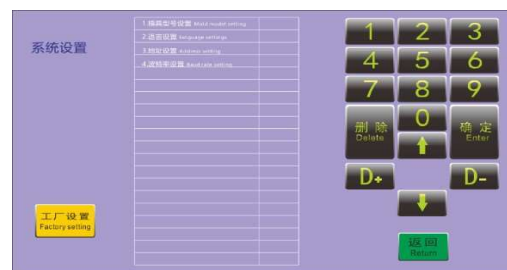 系统设置
1.模具型号设置 Mold model setting
2.语言设置 language settings
3.地址设置 Address setting
4.波特率设置 Baud rate setting
1 2 3
4 5 6
7 8 9
删除 0 确定
Delete Enter
D+ D-
工厂设置
Factory setting
返回
Return